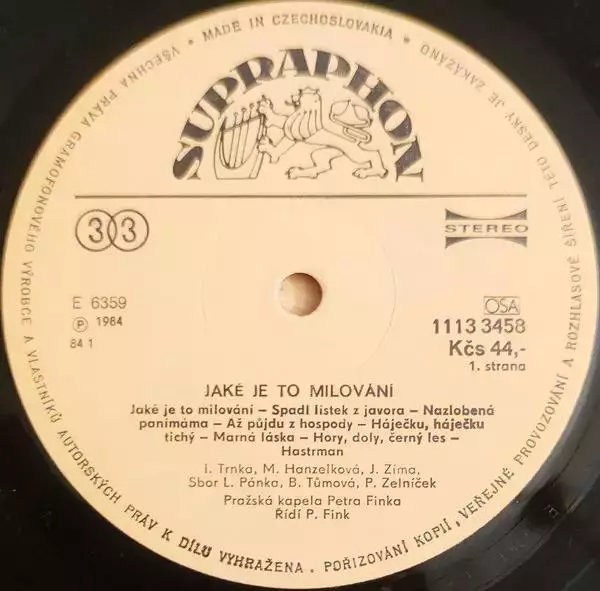 VŠECHNA PRÁVA GRAMOFONOVÉHO VÝROBCE A VLASTNÍKŮ AUTORSKÝCH PRÁV K DÍLU VYHRAŽENA. POŘIZOVÁNÍ KOPIÍ, VEŘEJNÉ PROVOZOVÁNÍ A ROZHLASOVÉ ŠÍŘENÍ TÉTO DESKY JE ZAKÁZÁNO • MADE IN CZECHOSLOVAKIA •
SUPRAPHON
33
STEREO
E 6359
Ⓟ 1984
84 1
OSA
1113 3458
Kčs 44,-
1. strana
JAKÉ JE TO MILOVÁNÍ
Jaké je to milování – Spadl lístek z javora – Nazlobená
panímáma – Až půjdu z hospody – Háječku, háječku
tichý – Marná láska – Hory, doly, černý les –
Hastrman
I. Trnka, M. Hanzelková, J. Zíma,
Sbor L. Pánka, B. Tůmová, P. Zelníček
Pražská kapela Petra Finka
Řídí P. Fink